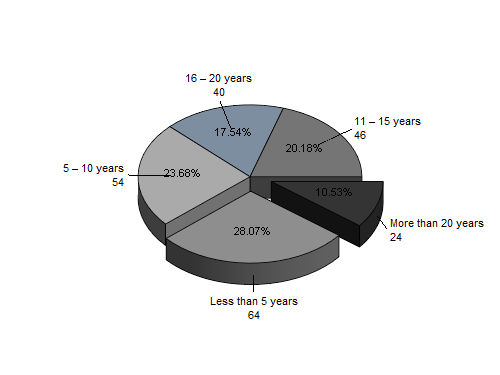 16 – 20 years
40
17.54%
11 – 15 years
46
20.18%
5 – 10 years
54
23.68%
10.53%
More than 20 years
24
28.07%
Less than 5 years
64